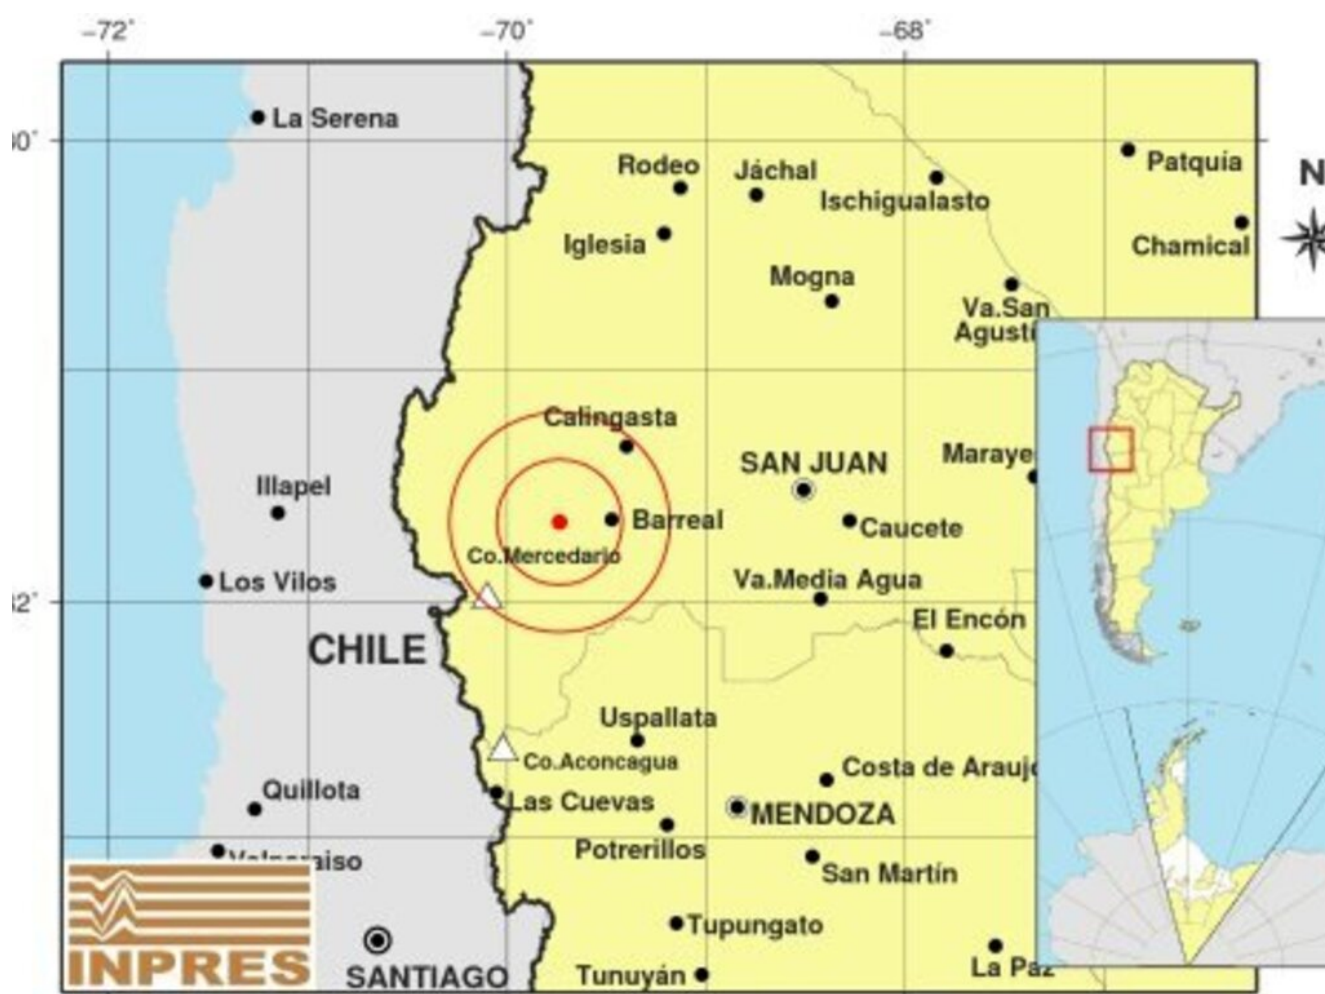 -72° -70° -68°
La Serena
Rodeo
Jáchal
Patquía
Ischigualasto
Iglesia
Chamical
N
Mogna
Va.San
Calingasta
SAN JUAN
Illapel
Barreal
Caucete
Co.Mercedario
Los Vilos
Va.Media Agua
El Encón
CHILE
Uspallata
Co.Aconcagua
Quillota
Las Cuevas
MENDOZA
Costa de
Potrerillos
San Martín
Tupungato
INPRES
SANTIAGO
Tunuyán
La Paz